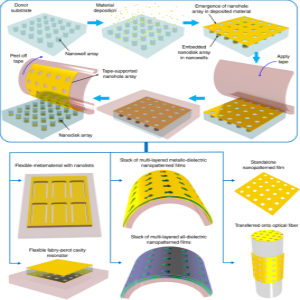 Donor
substrate
Material
deposition
Emergence of nanohole
array in deposited material
Nanowell array
Embedded
nanodisk array
in nanowells
Peel off
tape
Tape-supported
nanohole array
Apply
tape
Nanodisk array
Flexible metamaterial with nanoslots
Stack of multi-layered metallo-dielectric
nanopatterned films
Standalone
nanopatterned film
Flexible fabry-perot cavity
resonator
Stack of multi-layered all-dielectric
nanopatterned films
Transferred onto optical fiber